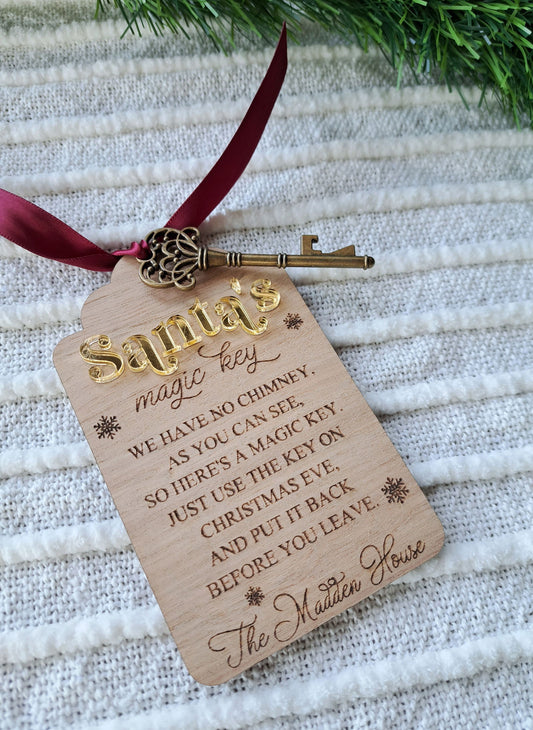 Santa's
magic key
WE HAVE NO CHIMNEY,
AS YOU CAN SEE,
SO HERE'S A MAGIC KEY.
JUST USE THE KEY ON
CHRISTMAS EVE,
AND PUT IT BACK
BEFORE YOU LEAVE.
The Madden House